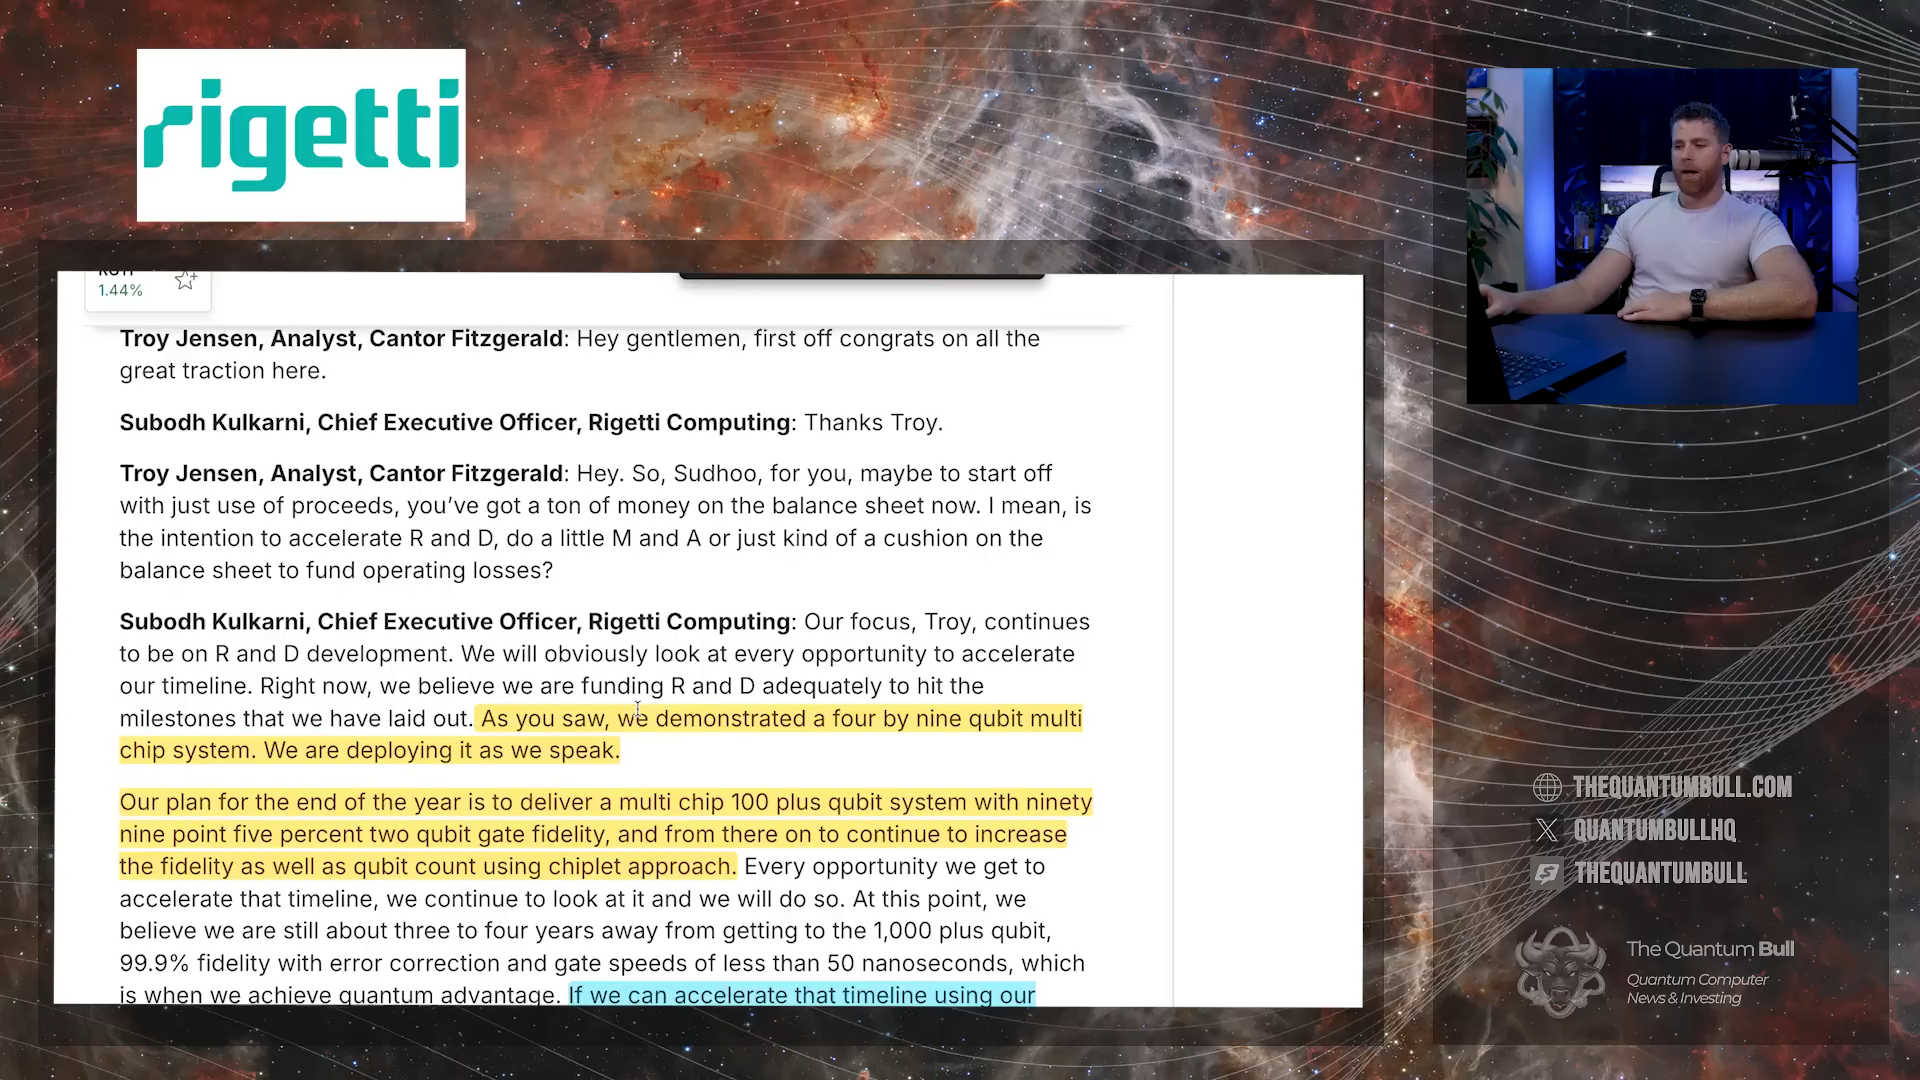 rigetti
1.44%
Troy Jensen, Analyst, Cantor Fitzgerald: Hey gentlemen, first off congrats on all the
great traction here.
Subodh Kulkarni, Chief Executive Officer, Rigetti Computing: Thanks Troy.
Troy Jensen, Analyst, Cantor Fitzgerald: Hey. So, Sudhoo, for you, maybe to start off
with just use of proceeds, you’ve got a ton of money on the balance sheet now. I mean, is
the intention to accelerate R and D, do a little M and A or just kind of a cushion on the
balance sheet to fund operating losses?
Subodh Kulkarni, Chief Executive Officer, Rigetti Computing: Our focus, Troy, continues
to be on R and D development. We will obviously look at every opportunity to accelerate
our timeline. Right now, we believe we are funding R and D adequately to hit the
milestones that we have laid out. As you saw, we demonstrated a four by nine qubit multi
chip system. We are deploying it as we speak.
Our plan for the end of the year is to deliver a multi chip 100 plus qubit system with ninety
nine point five percent two qubit gate fidelity, and from there on to continue to increase
the fidelity as well as qubit count using chiplet approach. Every opportunity we get to
accelerate that timeline, we continue to look at it and we will do so. At this point, we
believe we are still about three to four years away from getting to the 1,000 plus qubit,
99.9% fidelity with error correction and gate speeds of less than 50 nanoseconds, which
is when we achieve quantum advantage. If we can accelerate that timeline using our
THEQUANTUMBULL.COM
QUANTUMBULLHQ
THEQUANTUMBULL
The Quantum Bull
Quantum Computer
News & Investing